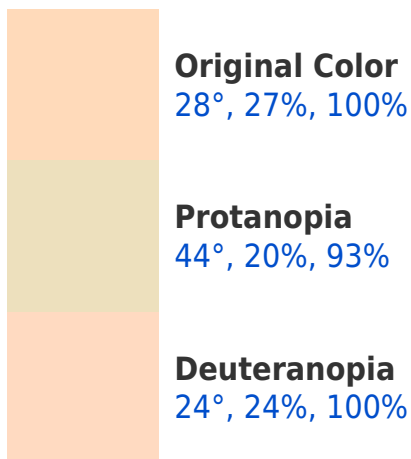 Original Color
28°, 27%, 100%
Protanopia
44°, 20%, 93%
Deuteranopia
24°, 24%, 100%